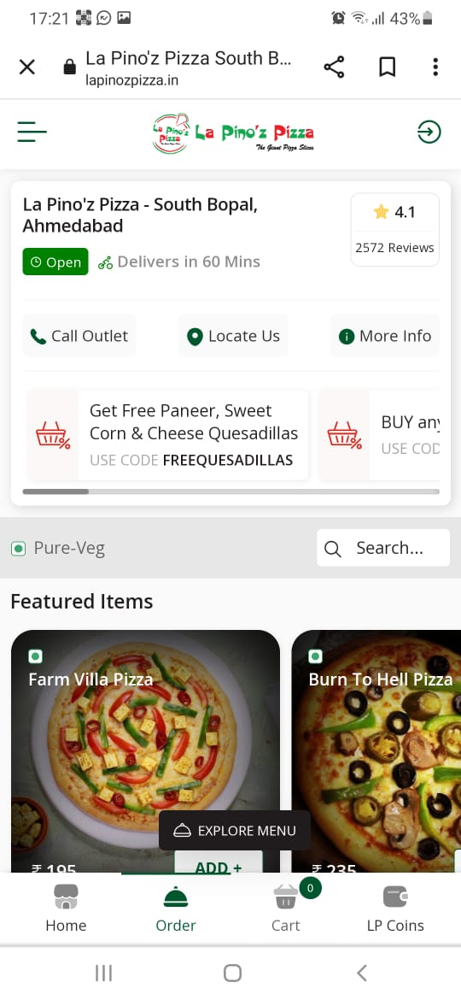 17:21
43%
La Pino'z Pizza South B...
lapinozpizza.in
La Pino'z
Pizza
La Pino'z Pizza
The Giant Pizza Slices
La Pino'z Pizza - South Bopal,
Ahmedabad
4.1
2572 Reviews
Open
Delivers in 60 Mins
Call Outlet
Locate Us
More Info
Get Free Paneer, Sweet
Corn & Cheese Quesadillas
USE CODE FREEQUESADILLAS
BUY any
USE COD
Pure-Veg
Search...
Featured Items
Farm Villa Pizza
Burn To Hell Pizza
EXPLORE MENU
₹ 195
ADD +
₹ 235
0
Home
Order
Cart
LP Coins